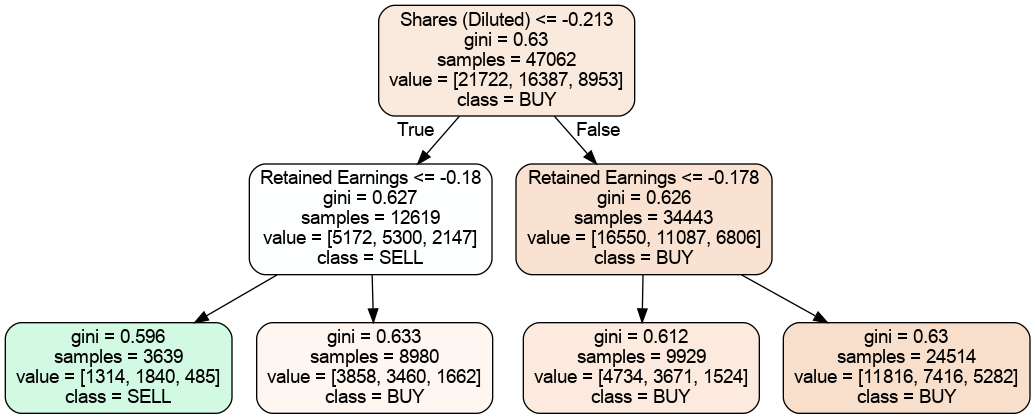 Shares (Diluted) <= -0.213
gini = 0.63
samples = 47062
value = [21722, 16387, 8953]
class = BUY
True
False
Retained Earnings <= -0.18
gini = 0.627
samples = 12619
value = [5172, 5300, 2147]
class = SELL
Retained Earnings <= -0.178
gini = 0.626
samples = 34443
value = [16550, 11087, 6806]
class = BUY
gini = 0.596
samples = 3639
value = [1314, 1840, 485]
class = SELL
gini = 0.633
samples = 8980
value = [3858, 3460, 1662]
class = BUY
gini = 0.612
samples = 9929
value = [4734, 3671, 1524]
class = BUY
gini = 0.63
samples = 24514
value = [11816, 7416, 5282]
class = BUY